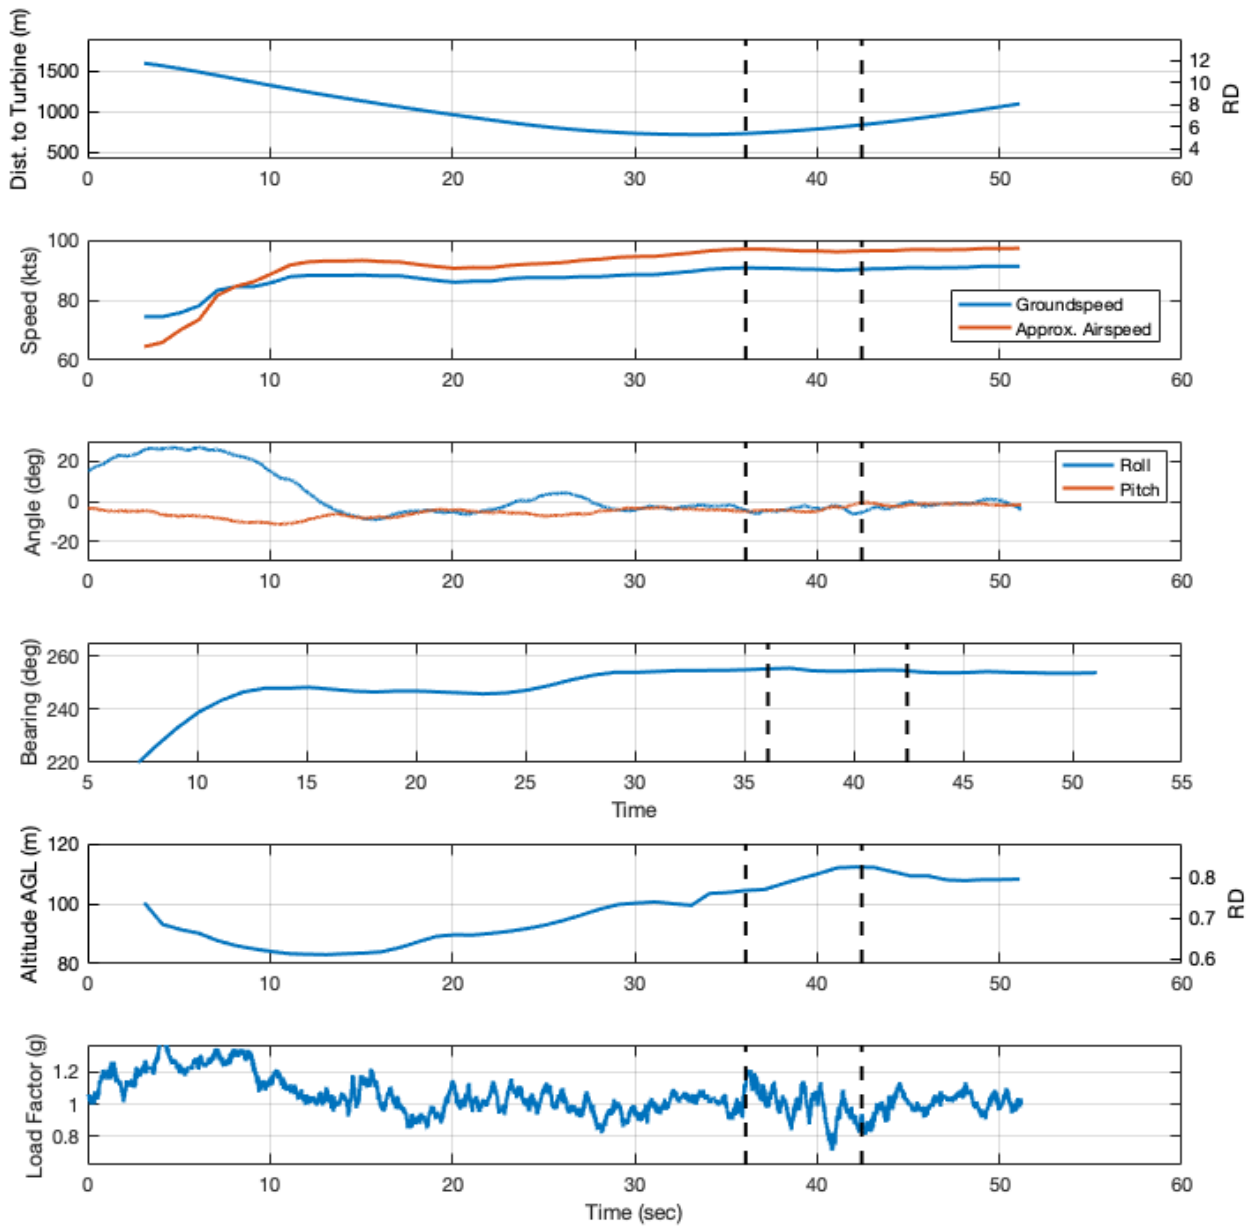 Dist. to Turbine (m)
1500
1000
500
12
10
8
6
4
RD
0 10 20 30 40 50 60
Speed (kts)
100
80
60
Groundspeed
Approx. Airspeed
0 10 20 30 40 50 60
Angle (deg)
20
0
-20
Roll
Pitch
0 10 20 30 40 50 60
Bearing (deg)
260
240
220
5 10 15 20 25 30 35 40 45 50 55
Time
Altitude AGL (m)
120
100
80
0.8
0.7
0.6
RD
0 10 20 30 40 50 60
Load Factor (g)
1.2
1
0.8
0 10 20 30 40 50 60
Time (sec)